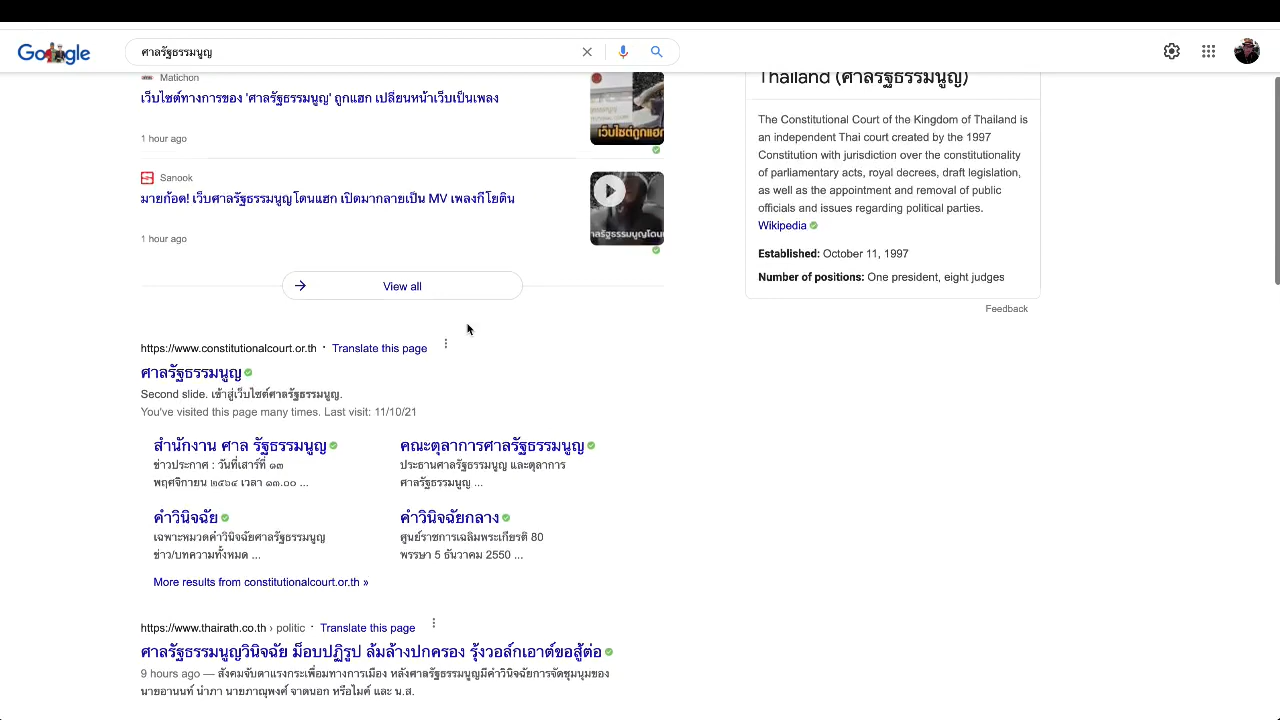 Google
ศาลรัฐธรรมนูญ
Matichon
เว็บไซต์ทางการของ 'ศาลรัฐธรรมนูญ' ถูกแฮก เปลี่ยนหน้าเว็บเป็นเพลง
1 hour ago
เว็บไซต์ถูกแฮก
Sanook
มายก้อด! เว็บศาลรัฐธรรมนูญ โดนแฮก เปิดมากลายเป็น MV เพลงกีโยติน
1 hour ago
View all
https://www.constitutionalcourt.or.th · Translate this page
ศาลรัฐธรรมนูญ
Second slide. เข้าสู่เว็บไซต์ศาลรัฐธรรมนูญ.
You've visited this page many times. Last visit: 11/10/21
สำนักงาน ศาล รัฐธรรมนูญ
ข่าวประกาศ : วันที่เสาร์ที่ ๑๓
พฤศจิกายน ๒๕๖๔ เวลา ๑๓.๐๐ ...
คณะตุลาการศาลรัฐธรรมนูญ
ประธานศาลรัฐธรรมนูญ และตุลาการ
ศาลรัฐธรรมนูญ ...
คำวินิจฉัย
เฉพาะหมวดคำวินิจฉัยศาลรัฐธรรมนูญ
ข่าว/บทความทั้งหมด ...
คำวินิจฉัยกลาง
ศูนย์ราชการเฉลิมพระเกียรติ 80
พรรษา 5 ธันวาคม 2550 ...
More results from constitutionalcourt.or.th »
https://www.thairath.co.th › politic · Translate this page
ศาลรัฐธรรมนูญวินิจฉัย ม็อบปฏิรูป ล้มล้างปกครอง รุ้งวอล์กเอาต์ขอสู้ต่อ
9 hours ago — สังคมจับตาแรงกระเพื่อมทางการเมือง หลังศาลรัฐธรรมนูญมีคำวินิจฉัยการจัดชุมนุมของ
นายอานนท์ นำภา นายภาณุพงศ์ จาดนอก หรือไมค์ และ น.ส.
Thailand (ศาลรัฐธรรมนูญ)
The Constitutional Court of the Kingdom of Thailand is
an independent Thai court created by the 1997
Constitution with jurisdiction over the constitutionality
of parliamentary acts, royal decrees, draft legislation,
as well as the appointment and removal of public
officials and issues regarding political parties.
Wikipedia
Established: October 11, 1997
Number of positions: One president, eight judges
Feedback